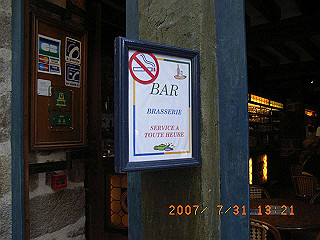 BAR
BRASSERIE
SERVICE A
TOUTE HEURE
2007/ 7/31 13:21